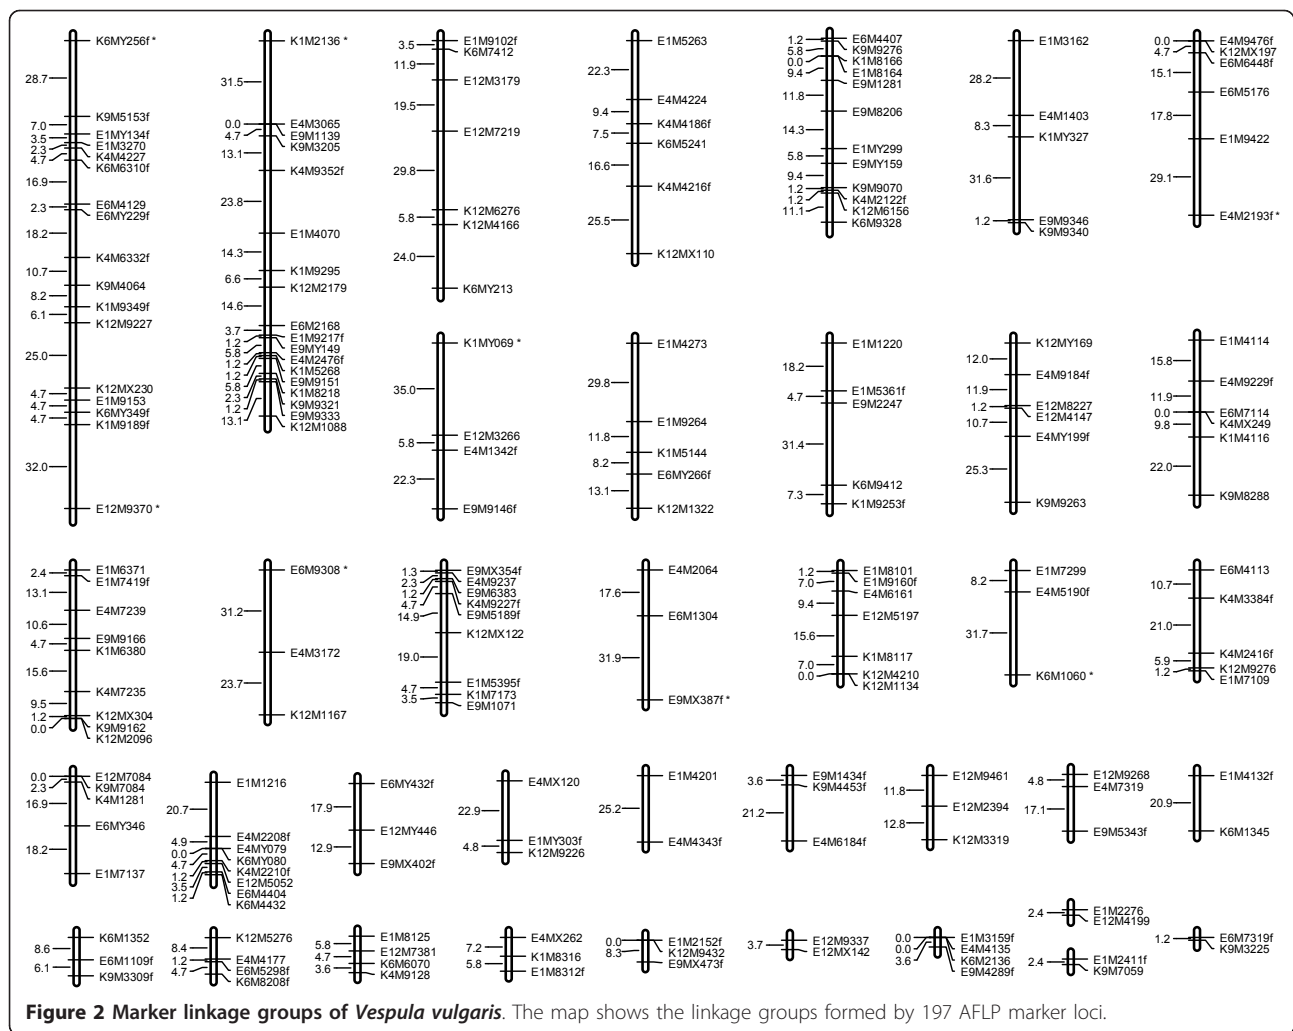 K6MY256f *
28.7
K9M5153f
7.0
E1MY134f
3.5
E1M3270
2.3
K4M4227
4.7
K6M6310f
16.9
E6M4129
2.3
E6MY229f
18.2
K4M6332f
10.7
K9M4064
8.2
K1M9349f
6.1
K12M9227
25.0
K12MX230
4.7
E1M9153
4.7
K6MY349f
4.7
K1M9189f
32.0
E12M9370 *
K1M2136 *
31.5
E4M3065
0.0
E9M1139
4.7
K9M3205
13.1
K4M9352f
23.8
E1M4070
14.3
K1M9295
6.6
K12M2179
14.6
E6M2168
3.7
E1M9217f
1.2
E9MY149
5.8
E4M2476f
1.2
K1M5268
1.2
E9M9151
5.8
K1M8218
2.3
K9M9321
1.2
E9M9333
13.1
K12M1088
E1M9102f
3.5
K6M7412
11.9
E12M3179
19.5
E12M7219
29.8
K12M6276
5.8
K12M4166
24.0
K6MY213
E1M5263
22.3
E4M4224
9.4
K4M4186f
7.5
K6M5241
16.6
K4M4216f
25.5
K12MX110
E6M4407
1.2
K9M9276
5.8
K1M8166
0.0
E1M8164
9.4
E9M1281
11.8
E9M8206
14.3
E1MY299
5.8
E9MY159
9.4
K9M9070
1.2
K4M2122f
1.2
K12M6156
11.1
K6M9328
E1M3162
28.2
E4M1403
8.3
K1MY327
31.6
E9M9346
1.2
K9M9340
E4M9476f
0.0
K12MX197
4.7
E6M6448f
15.1
E6M5176
17.8
E1M9422
29.1
E4M2193f *
K1MY069 *
35.0
E12M3266
5.8
E4M1342f
22.3
E9M9146f
E1M4273
29.8
E1M9264
11.8
K1M5144
8.2
E6MY266f
13.1
K12M1322
E1M1220
18.2
E1M5361f
4.7
E9M2247
31.4
K6M9412
7.3
K1M9253f
K12MY169
12.0
E4M9184f
11.9
E12M8227
1.2
E12M4147
10.7
E4MY199f
25.3
K9M9263
E1M4114
15.8
E4M9229f
11.9
E6M7114
0.0
K4MX249
9.8
K1M4116
22.0
K9M8288
E1M6371
2.4
E1M7419f
13.1
E4M7239
10.6
E9M9166
4.7
K1M6380
15.6
K4M7235
9.5
K12MX304
1.2
K9M9162
0.0
K12M2096
E6M9308 *
31.2
E4M3172
23.7
K12M1167
E9MX354f
1.3
E4M9237
2.3
E9M6383
1.2
K4M9227f
4.7
E9M5189f
14.9
K12MX122
19.0
E1M5395f
4.7
K1M7173
3.5
E9M1071
E4M2064
17.6
E6M1304
31.9
E9MX387f *
E1M8101
1.2
E1M9160f
7.0
E4M6161
9.4
E12M5197
15.6
K1M8117
7.0
K12M4210
0.0
K12M1134
E1M7299
8.2
E4M5190f
31.7
K6M1060 *
E6M4113
10.7
K4M3384f
21.0
K4M2416f
5.9
K12M9276
1.2
E1M7109
E12M7084
0.0
K9M7084
2.3
K4M1281
16.9
E6MY346
18.2
E1M7137
E1M1216
20.7
E4M2208f
4.9
E4MY079
0.0
K6MY080
4.7
K4M2210f
1.2
E12M5052
3.5
E6M4404
1.2
K6M4432
E6MY432f
17.9
E12MY446
12.9
E9MX402f
E4MX120
22.9
E1MY303f
4.8
K12M9226
E1M4201
25.2
E4M4343f
E9M1434f
3.6
K9M4453f
21.2
E4M6184f
E12M9461
11.8
E12M2394
12.8
K12M3319
E12M9268
4.8
E4M7319
17.1
E9M5343f
E1M4132f
20.9
K6M1345
K6M1352
8.6
E6M1109f
6.1
K9M3309f
K12M5276
8.4
E4M4177
1.2
E6M5298f
4.7
K6M8208f
E1M8125
5.8
E12M7381
4.7
K6M6070
3.6
K4M9128
E4MX262
7.2
K1M8316
5.8
E1M8312f
E1M2152f
0.0
K12M9432
8.3
E9MX473f
E12M9337
3.7
E12MX142
E1M3159f
0.0
E4M4135
0.0
K6M2136
3.6
E9M4289f
E1M2276
2.4
E12M4199
E1M2411f
2.4
K9M7059
E6M7319f
1.2
K9M3225
Figure 2 Marker linkage groups of Vespula vulgaris. The map shows the linkage groups formed by 197 AFLP marker loci.